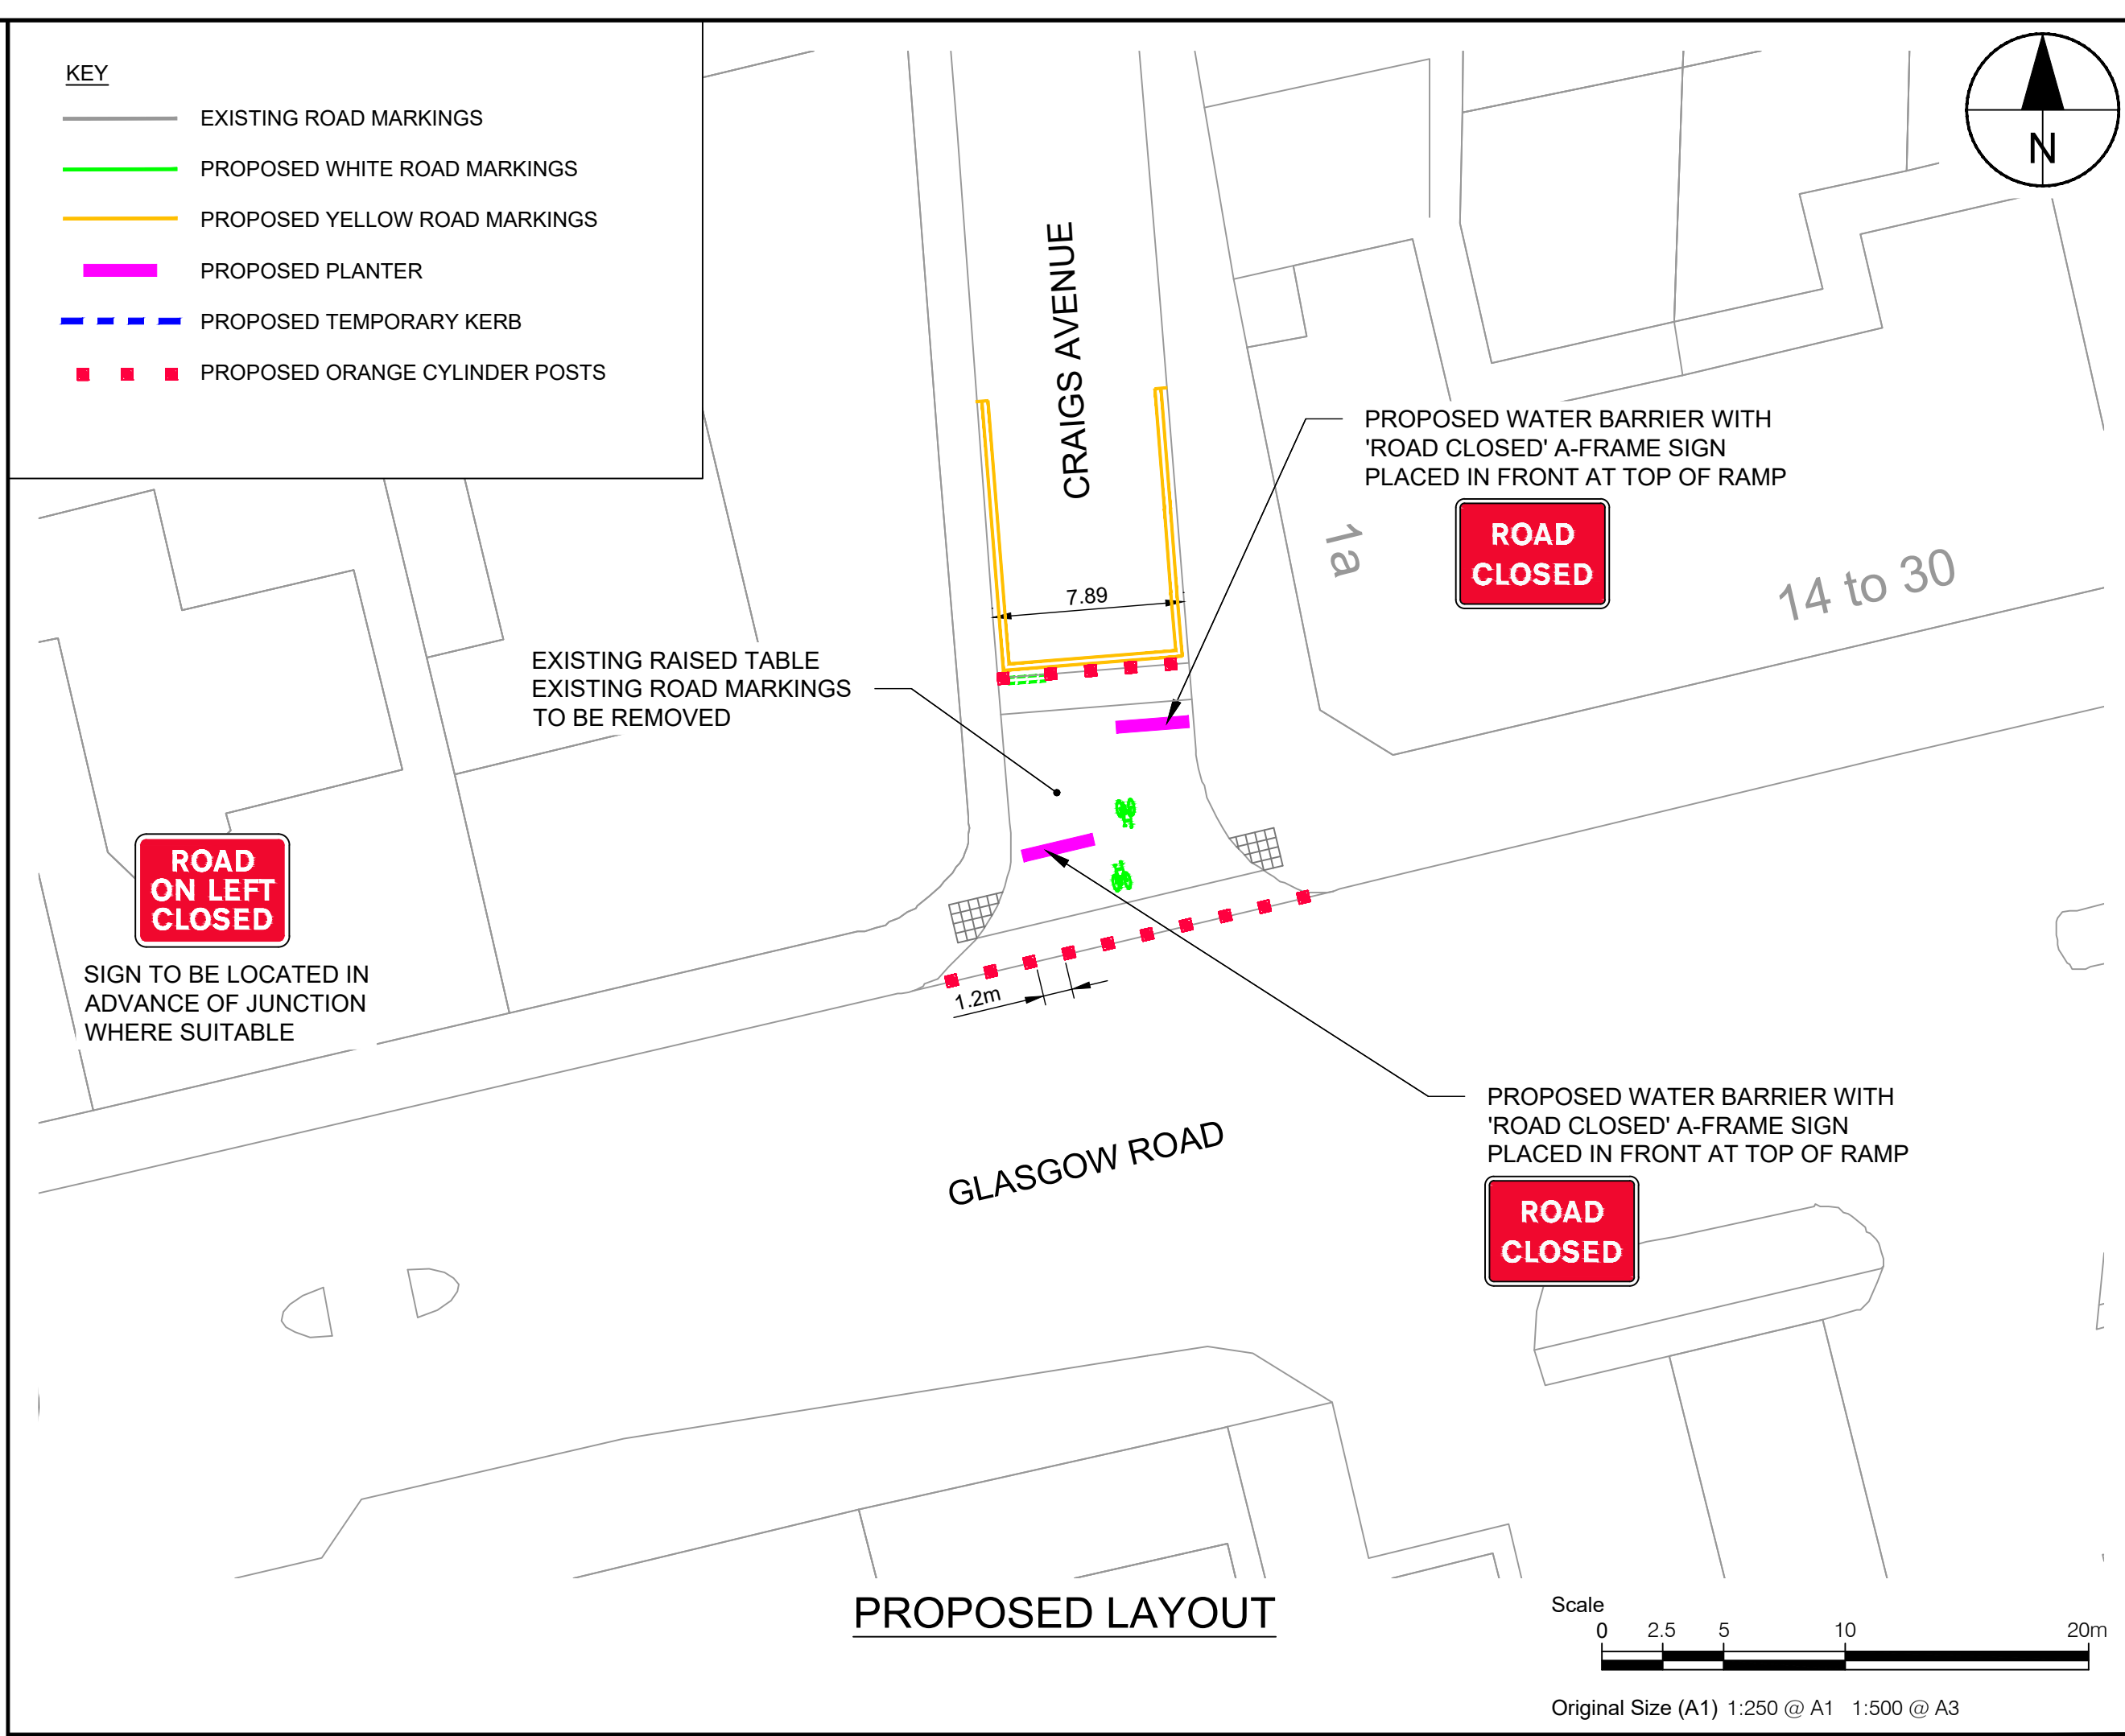 KEY
EXISTING ROAD MARKINGS
PROPOSED WHITE ROAD MARKINGS
PROPOSED YELLOW ROAD MARKINGS
PROPOSED PLANTER
PROPOSED TEMPORARY KERB
PROPOSED ORANGE CYLINDER POSTS
N
CRAIGS AVENUE
PROPOSED WATER BARRIER WITH
'ROAD CLOSED' A-FRAME SIGN
PLACED IN FRONT AT TOP OF RAMP
ROAD
CLOSED
1a
14 to 30
7.89
EXISTING RAISED TABLE
EXISTING ROAD MARKINGS
TO BE REMOVED
ROAD
ON LEFT
CLOSED
SIGN TO BE LOCATED IN
ADVANCE OF JUNCTION
WHERE SUITABLE
1.2m
GLASGOW ROAD
PROPOSED WATER BARRIER WITH
'ROAD CLOSED' A-FRAME SIGN
PLACED IN FRONT AT TOP OF RAMP
ROAD
CLOSED
PROPOSED LAYOUT
Scale
0 2.5 5 10 20m
Original Size (A1) 1:250 @ A1 1:500 @ A3